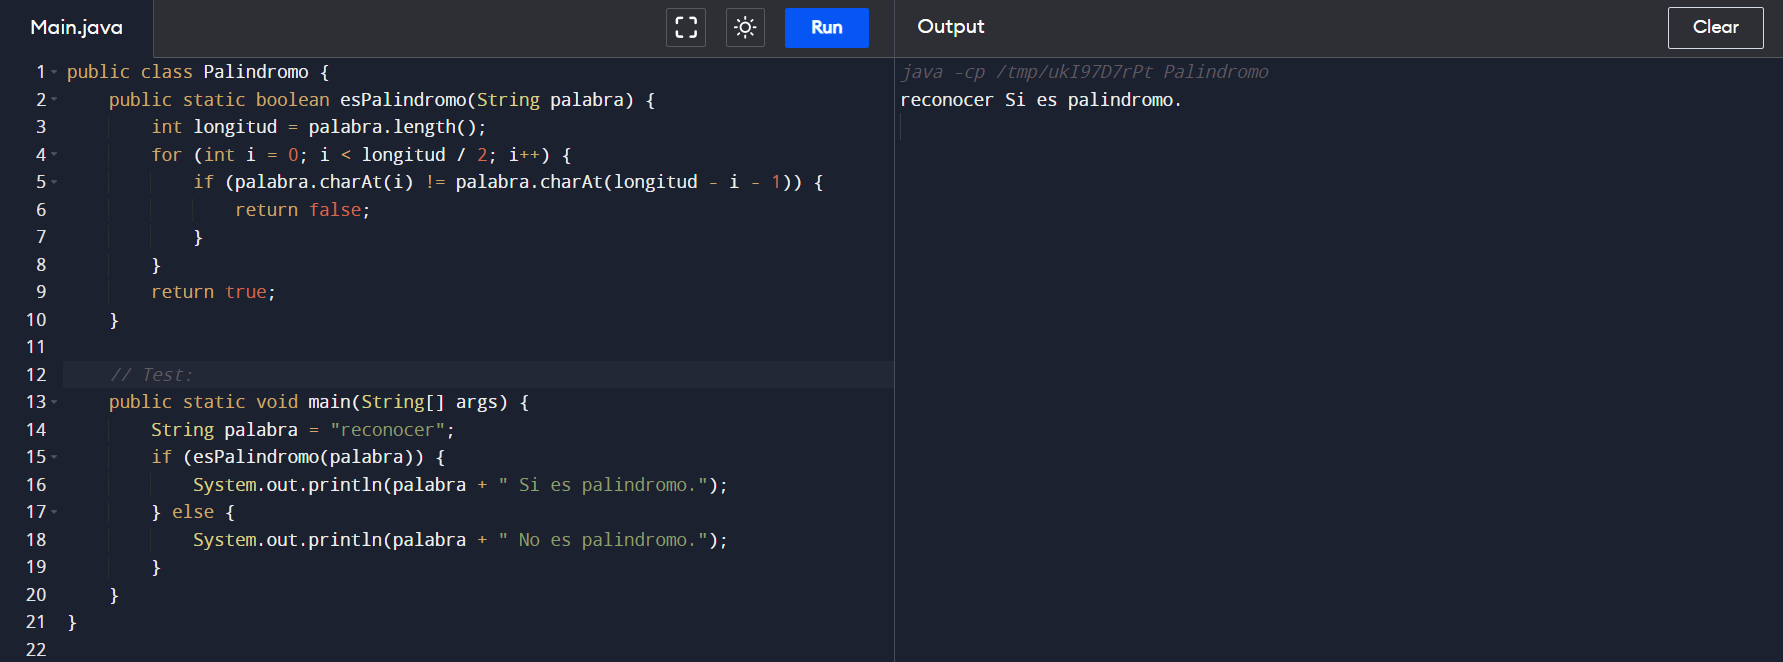 Main.java
Run
Output
Clear
1 public class Palindromo {
2     public static boolean esPalindromo(String palabra) {
3         int longitud = palabra.length();
4         for (int i = 0; i < longitud / 2; i++) {
5             if (palabra.charAt(i) != palabra.charAt(longitud - i - 1)) {
6                 return false;
7             }
8         }
9         return true;
10     }
11
12     // Test:
13     public static void main(String[] args) {
14         String palabra = "reconocer";
15         if (esPalindromo(palabra)) {
16             System.out.println(palabra + " Si es palindromo.");
17         } else {
18             System.out.println(palabra + " No es palindromo.");
19         }
20     }
21 }
22
java -cp /tmp/ukI97D7rPt Palindromo
reconocer Si es palindromo.